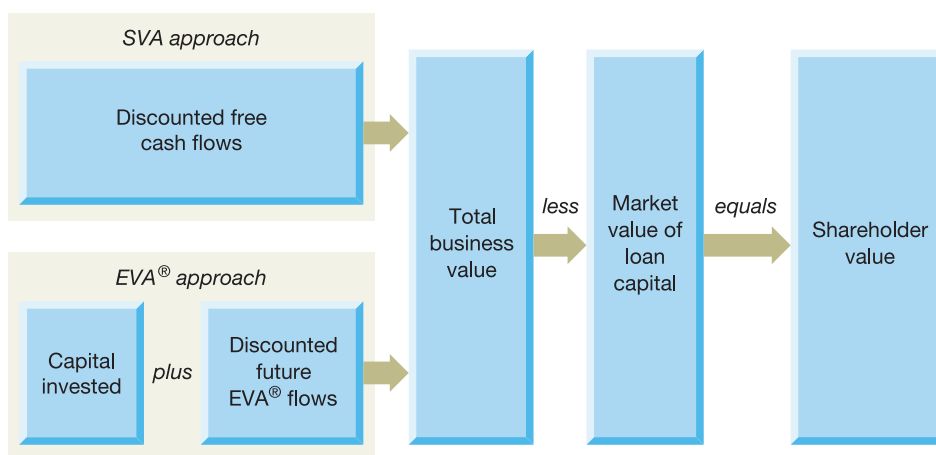 SVA approach
Discounted free
cash flows
EVA® approach
Capital
invested
plus
Discounted
future
EVA® flows
Total
business
value
less
Market
value of
loan
capital
equals
Shareholder
value